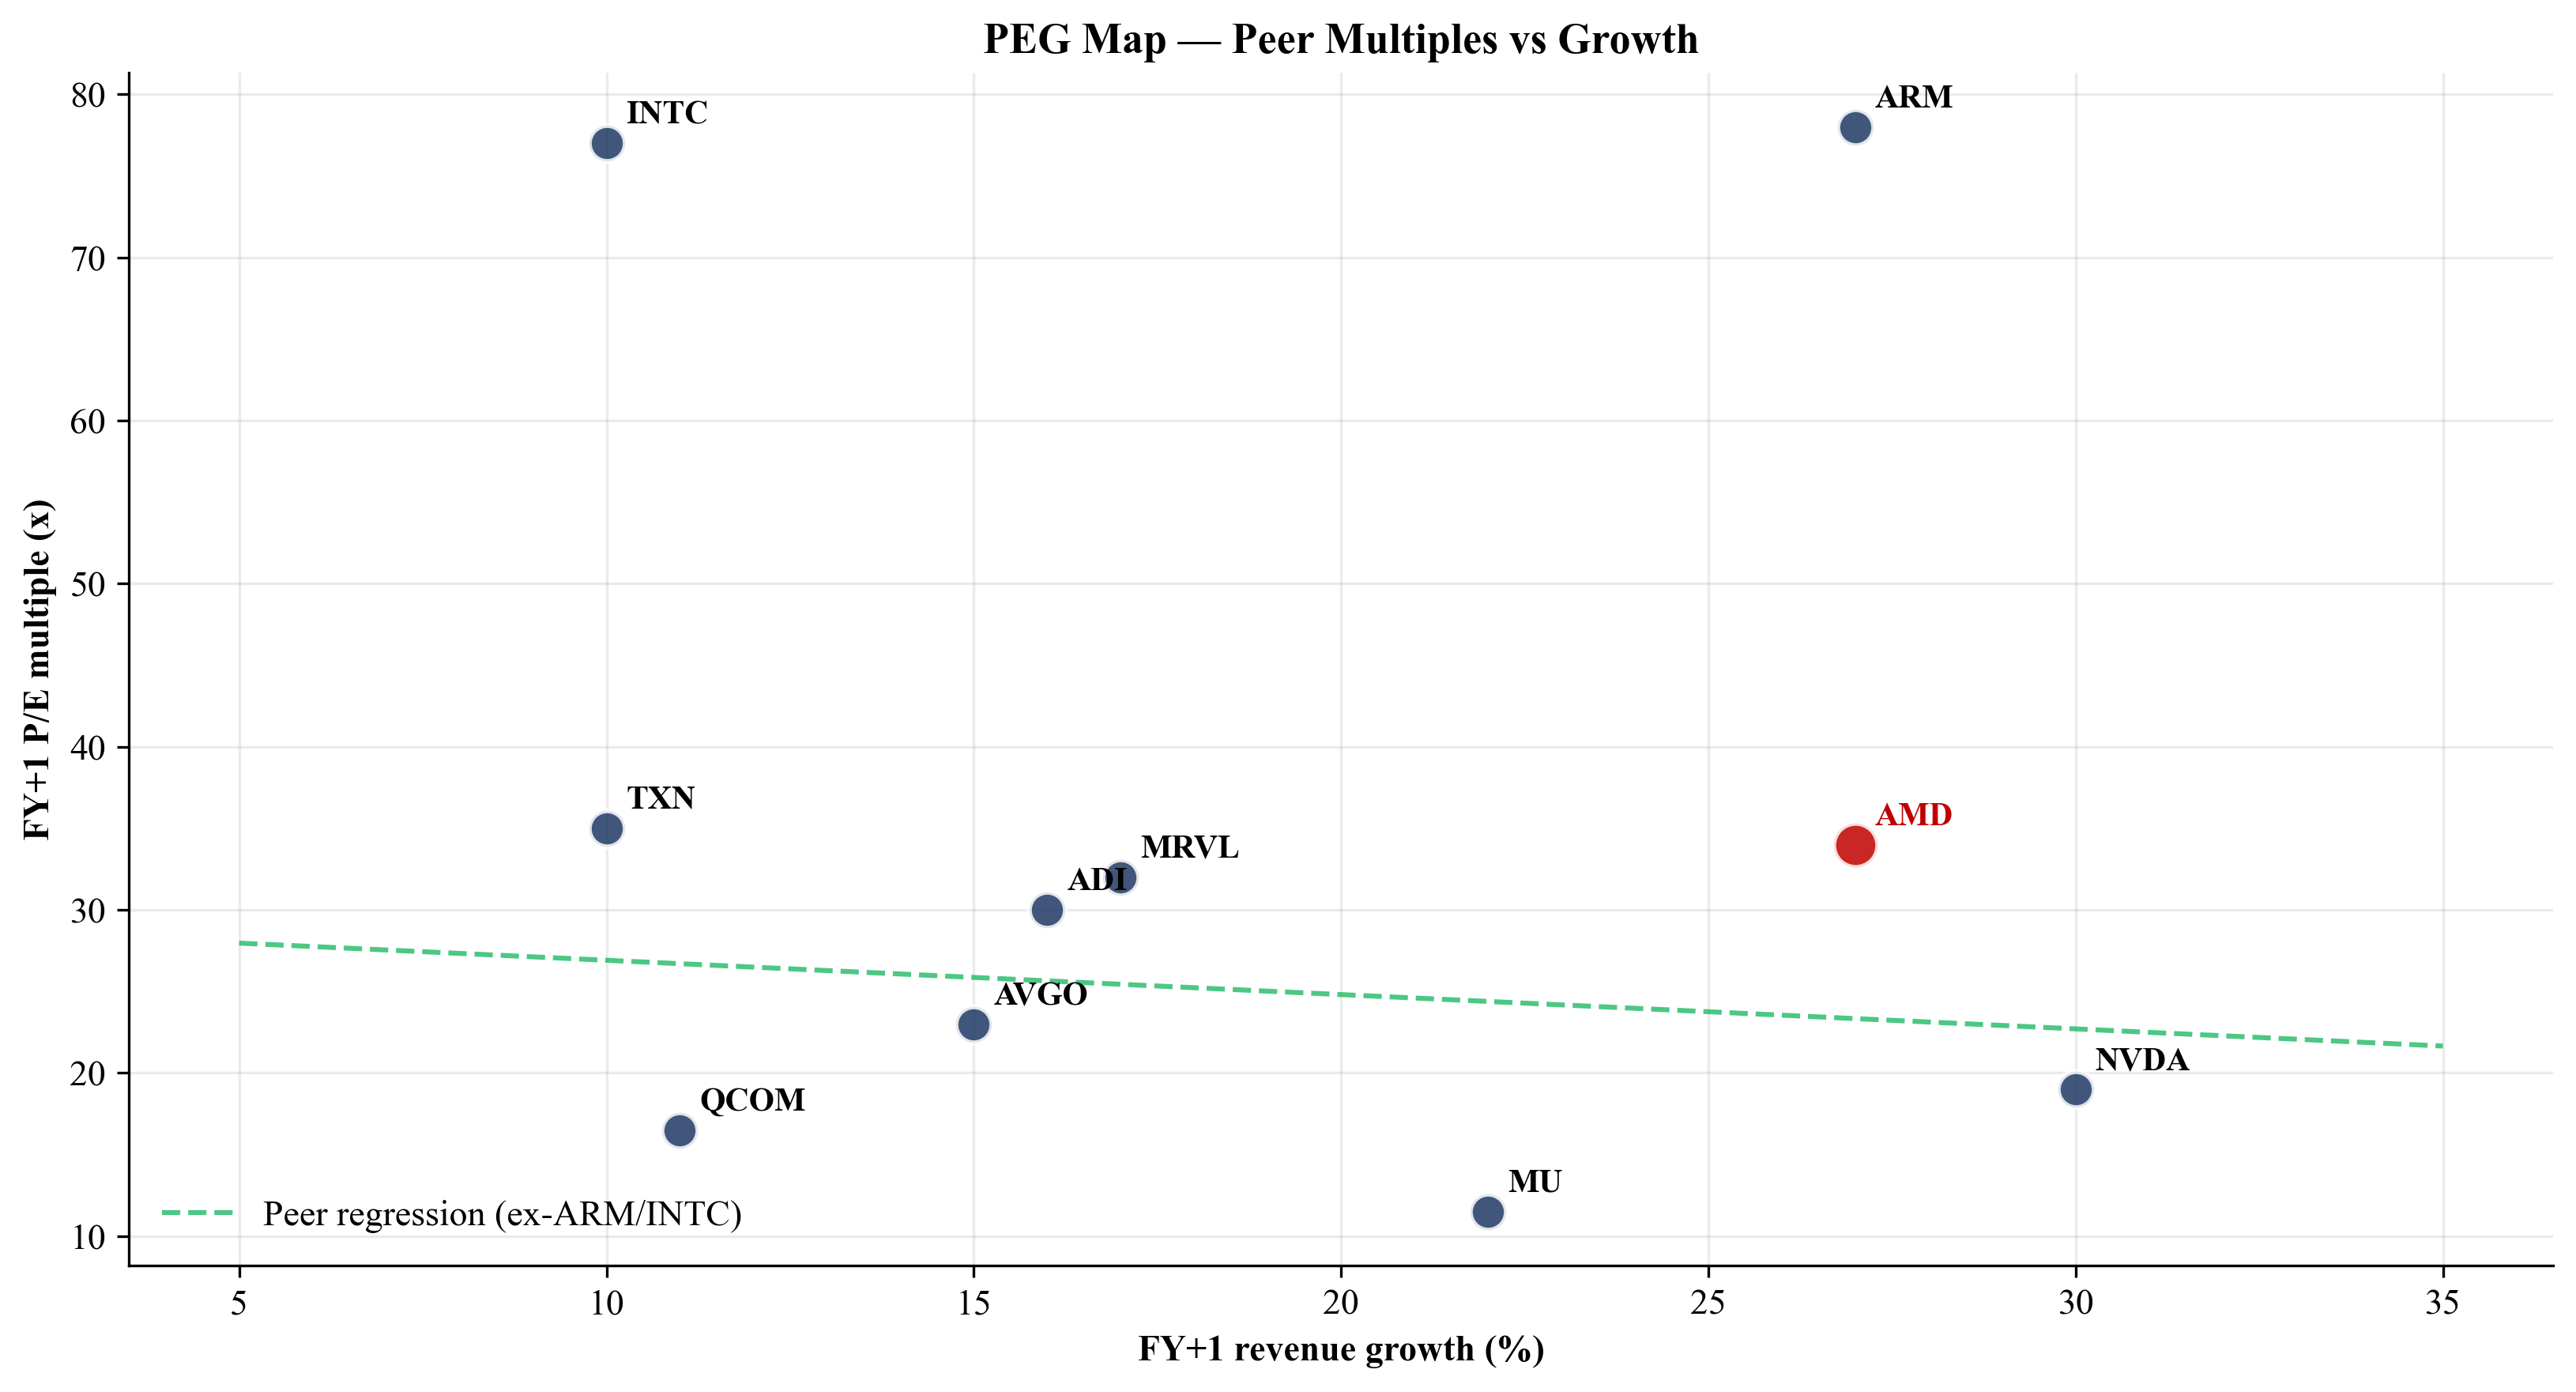 PEG Map — Peer Multiples vs Growth
FY+1 P/E multiple (x)
80
70
60
50
40
30
20
10
INTC
ARM
TXN
AMD
MRVL
ADI
AVGO
NVDA
QCOM
MU
Peer regression (ex-ARM/INTC)
5 10 15 20 25 30 35
FY+1 revenue growth (%)